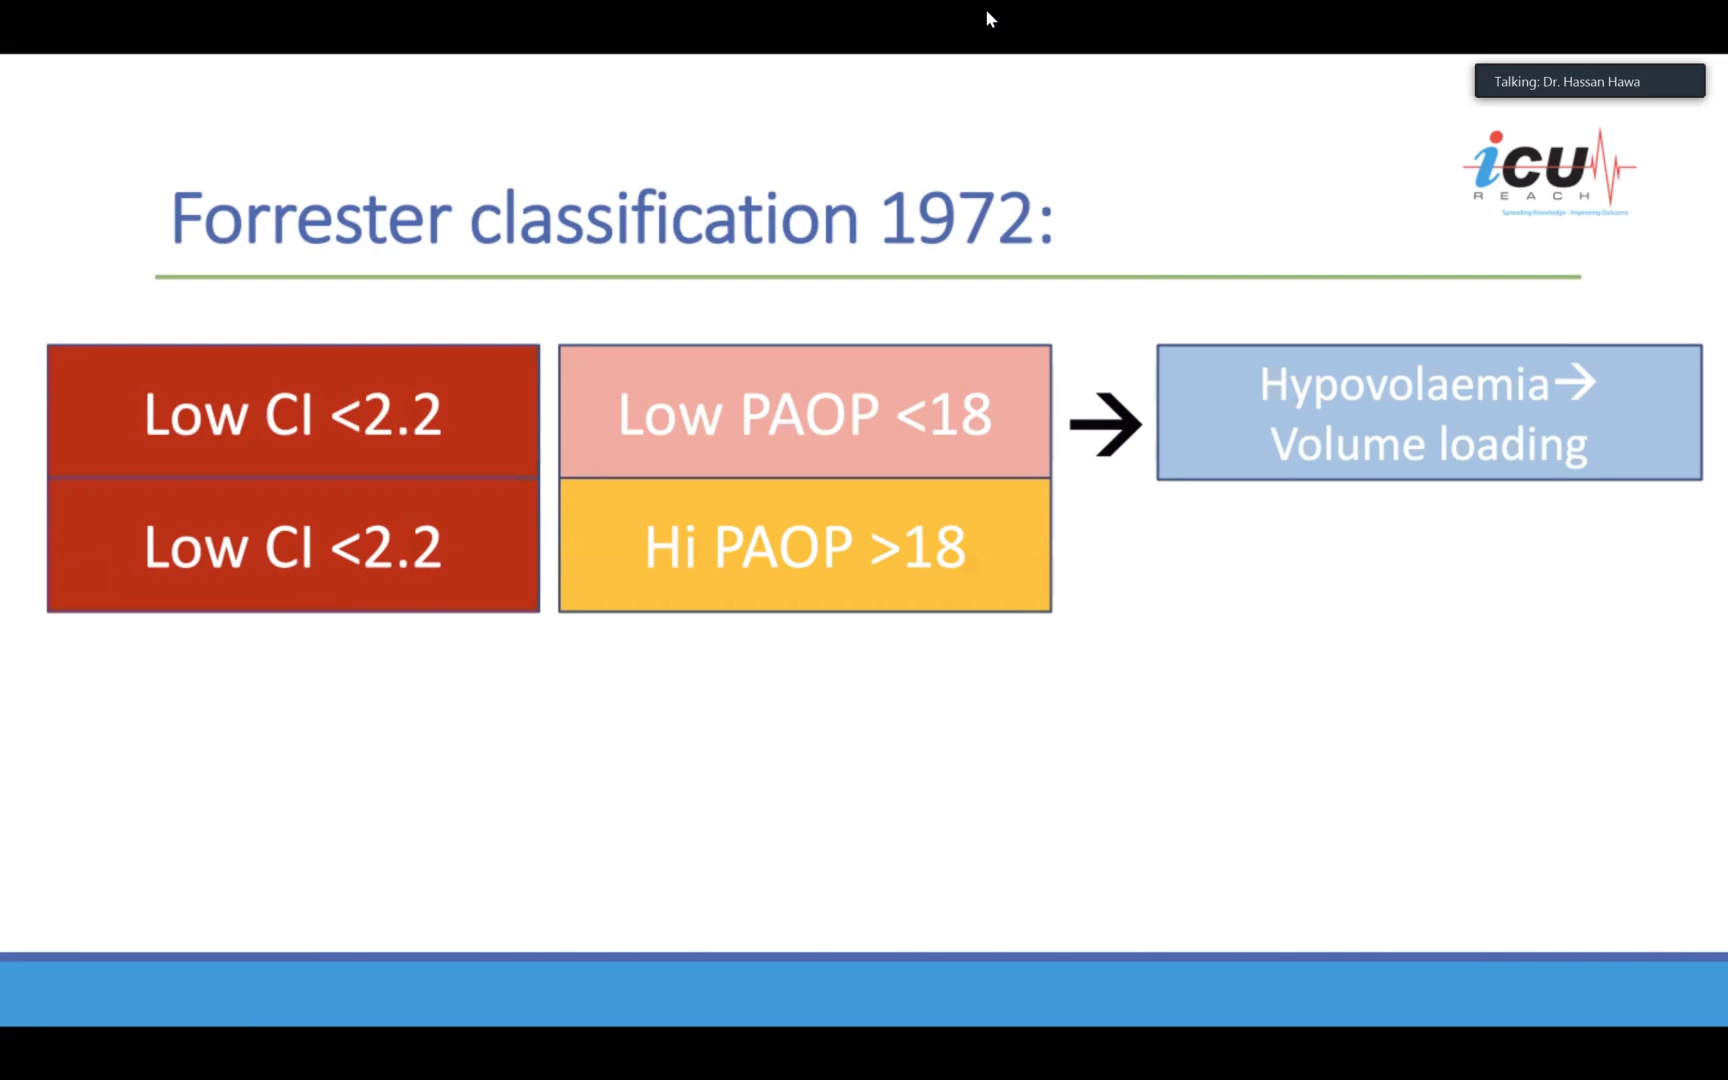 Talking: Dr. Hassan Hawa
icu
REACH
Spreading Knowledge - Improving Outcome
Forrester classification 1972:
Low CI <2.2
Low PAOP <18
→
Hypovolaemia→
Volume loading
Low CI <2.2
Hi PAOP >18